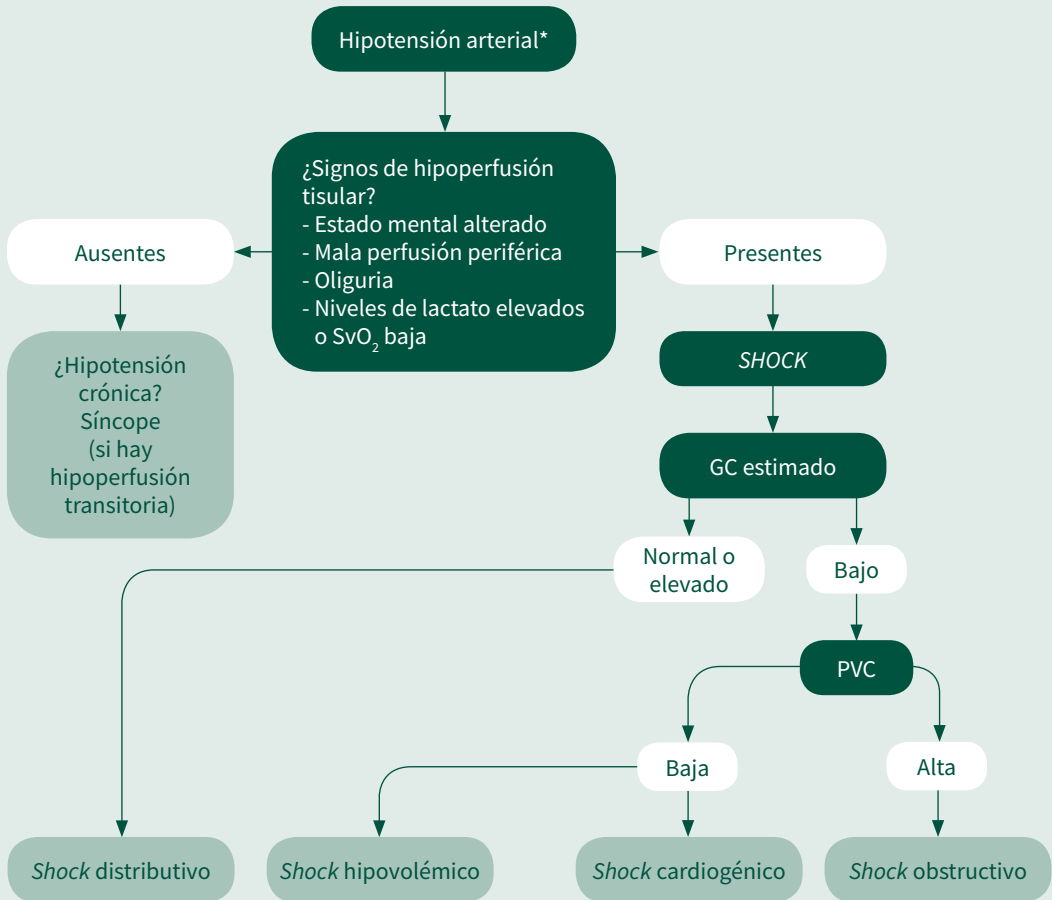 Hipotensión arterial*
¿Signos de hipoperfusión
tisular?
- Estado mental alterado
- Mala perfusión periférica
- Oliguria
- Niveles de lactato elevados
o SvO₂ baja
Ausentes
Presentes
¿Hipotensión
crónica?
Síncope
(si hay
hipoperfusión
transitoria)
SHOCK
GC estimado
Normal o
elevado
Bajo
PVC
Baja
Alta
Shock distributivo
Shock hipovolémico
Shock cardiogénico
Shock obstructivo